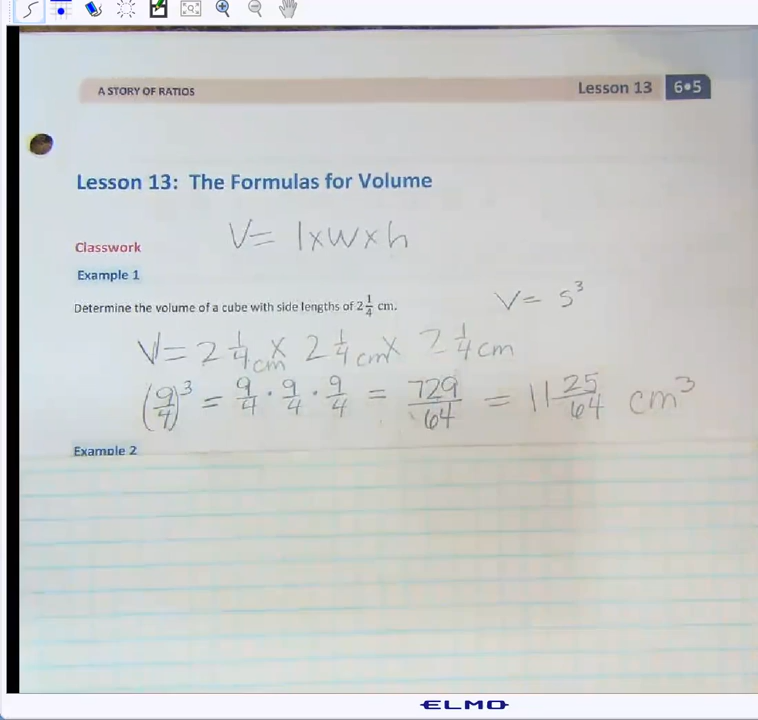 A STORY OF RATIOS
Lesson 13 6•5
Lesson 13: The Formulas for Volume
Classwork
V= l×w×h
Example 1
Determine the volume of a cube with side lengths of 2 1/4 cm.
V= s³
V= 2 1/4 cm × 2 1/4 cm × 2 1/4 cm
(9/4)³ = 9/4 · 9/4 · 9/4 = 729/64 = 11 25/64 cm³
Example 2
ELMO